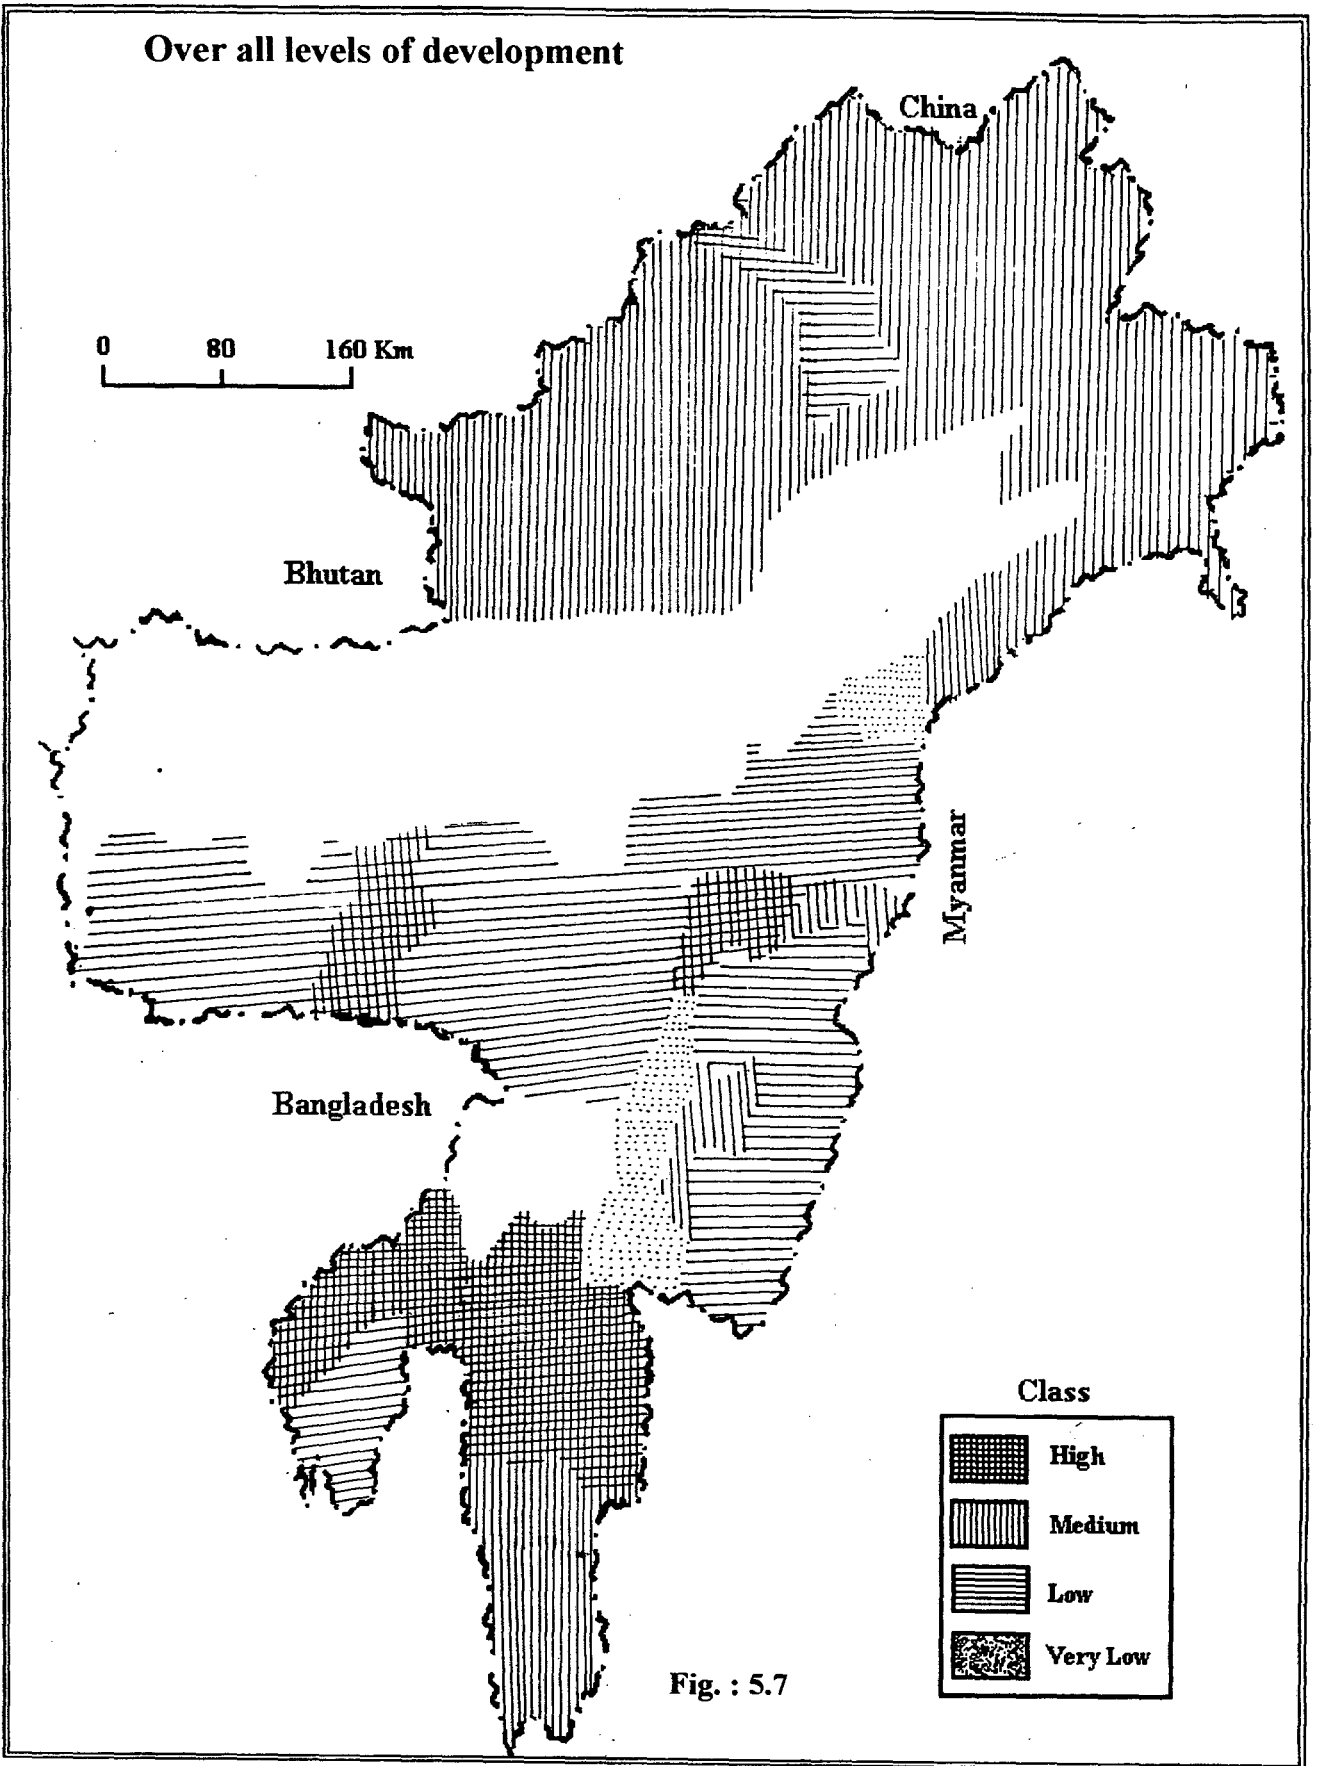 Over all levels of development
China
0 80 160 Km
Bhutan
Myanmar
Bangladesh
Class
High
Medium
Low
Very Low
Fig. : 5.7